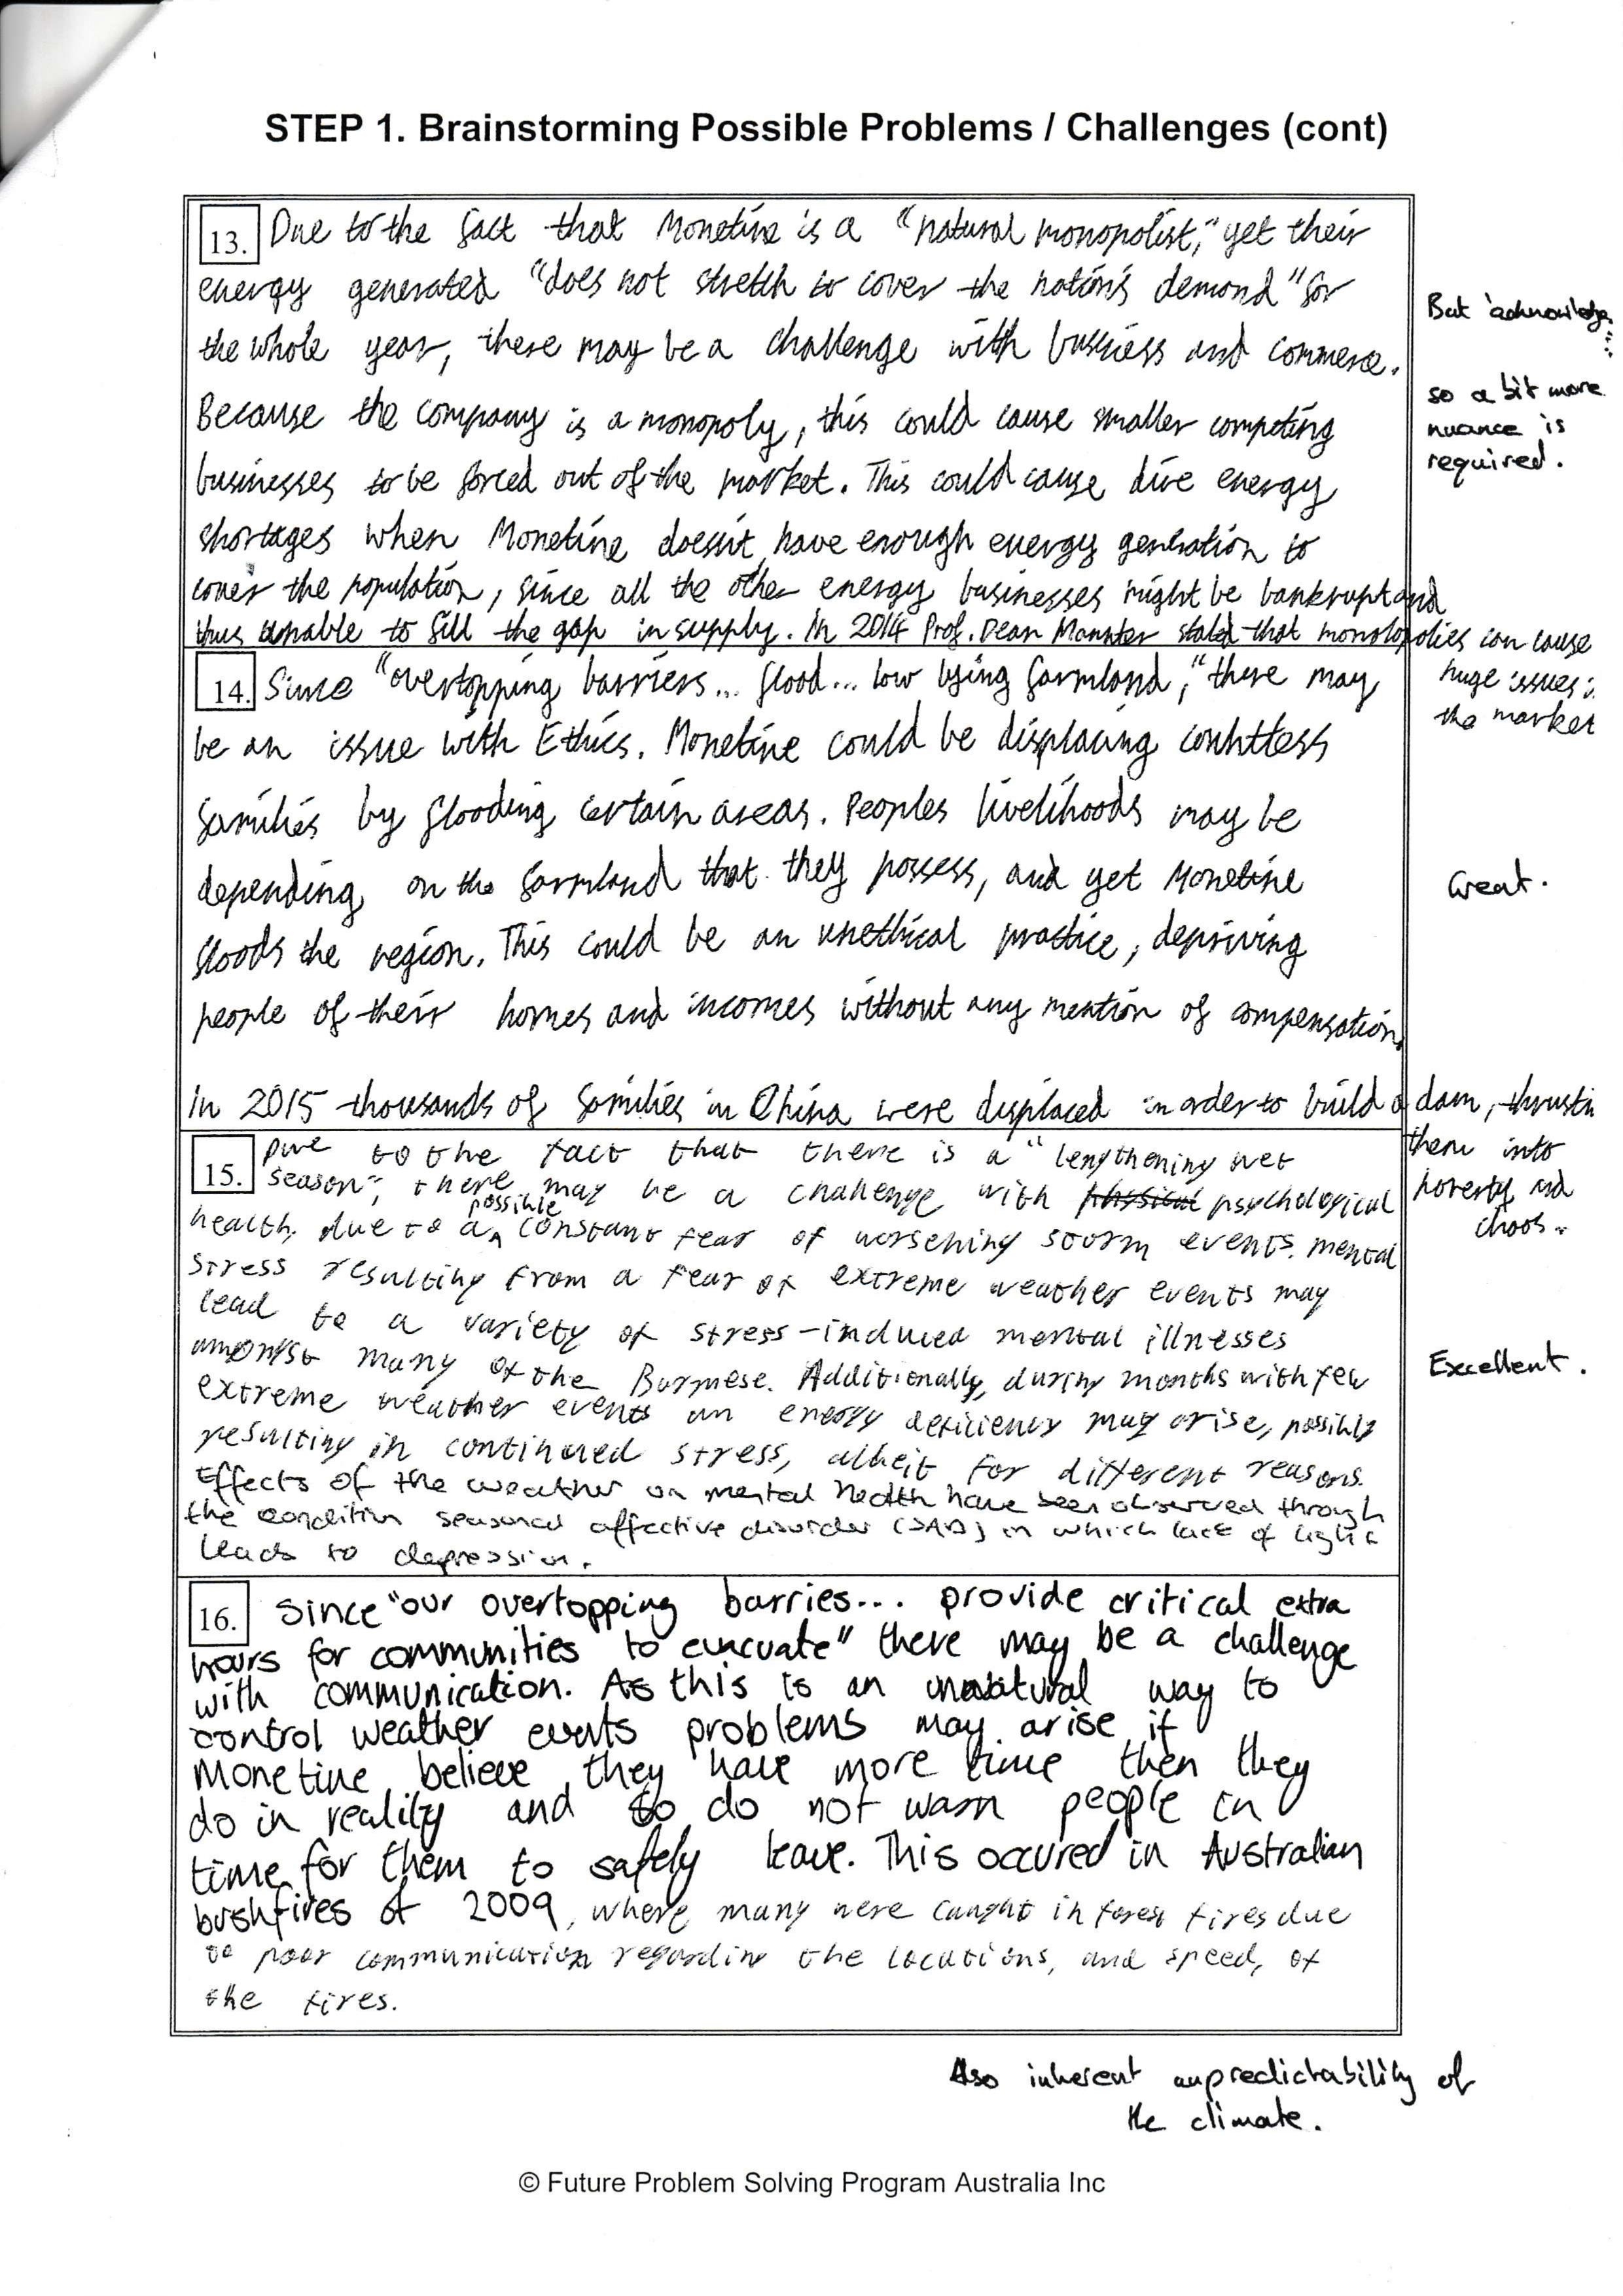 STEP 1. Brainstorming Possible Problems / Challenges (cont)
13. Due to the fact that Monetine is a "natural monopolist," yet their
energy generated "does not stretch to cover the nation's demand" for
the whole year, there may be a challenge with business and commerce.
Because the company is a monopoly, this could cause smaller competing
businesses to be forced out of the market. This could cause dire energy
shortages when Monetine doesn't have enough energy generation to
cover the population, since all the other energy businesses might be bankrupt and
thus unable to fill the gap in supply. In 2014 Prof. Dean stated that monolopolies can cause
huge issues in
the market
But 'acknowledge...
so a bit more
nuance is
required.
14. Since "overtopping barriers... flood... low lying farmland," there may
be an issue with Ethics. Monetine could be displacing countless
families by flooding certain areas. Peoples livelihoods may be
depending on the farmland that they possess, and yet Monetine
floods the region. This could be an unethical practice, depriving
people of their homes and incomes without any mention of compensation.
In 2015 thousands of families in China were displaced in order to build a dam, thrustin
them into
poverty and
chaos.
Great.
15. Due to the fact that there is a "lengthening wet
season", there may be a challenge with physical psychological
health, due to a possible constant fear of worsening storm events. Mental
stress resulting from a fear of extreme weather events may
lead to a variety of stress-induced mental illnesses
amongst many of the Burmese. Additionally, during months with few
extreme weather events an energy deficiency may arise, possibly
resulting in continued stress, albeit for different reasons.
Effects of the weather on mental health have been observed through
the condition seasonal affective disorder (SAD) in which lack of light
leads to depression.
Excellent.
16. Since "our overtopping barries... provide critical extra
hours for communities to evacuate" there may be a challenge
with communication. As this is an unnatural way to
control weather events problems may arise if
Monetine believe they have more time then they
do in reality and so do not warn people in
time for them to safely leave. This occured in Australian
bushfires of 2009, where many were caught in forest fires due
to poor communication regarding the locations, and speed, of
the fires.
Also inherent unpredictability of
the climate.
© Future Problem Solving Program Australia Inc